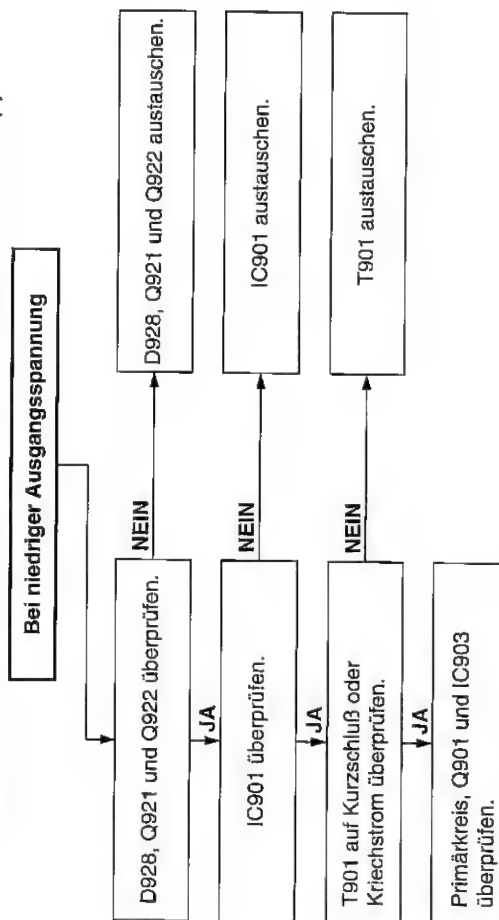 Bei niedriger Ausgangsspannung
D928, Q921 und Q922 überprüfen.
NEIN
D928, Q921 und Q922 austauschen.
JA
IC901 überprüfen.
NEIN
IC901 austauschen.
JA
T901 auf Kurzschluß oder
Kriechstrom überprüfen.
NEIN
T901 austauschen.
JA
Primärkreis, Q901 und IC903
überprüfen.